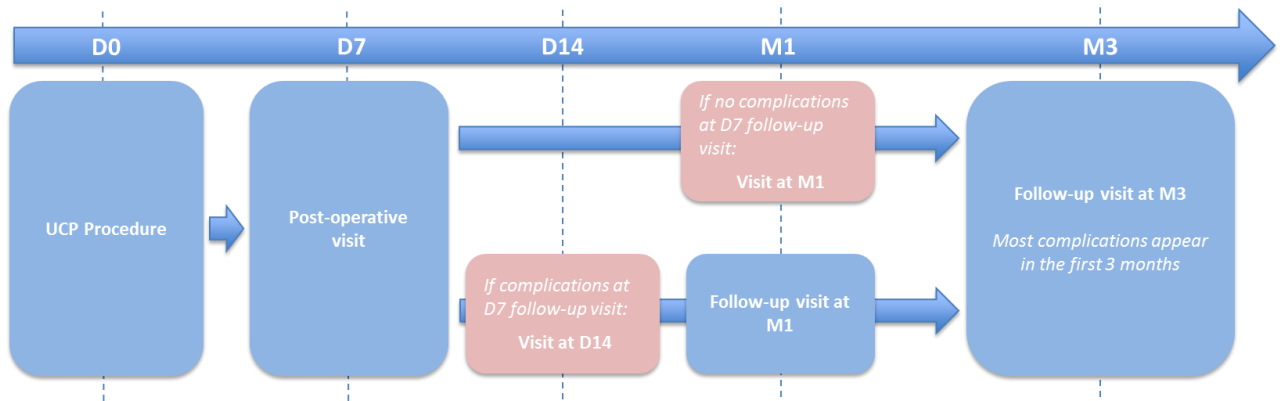 D0 D7 D14 M1 M3
UCP Procedure
Post-operative
visit
If no complications
at D7 follow-up
visit:
Visit at M1
If complications at
D7 follow-up visit:
Visit at D14
Follow-up visit at
M1
Follow-up visit at M3
Most complications appear
in the first 3 months